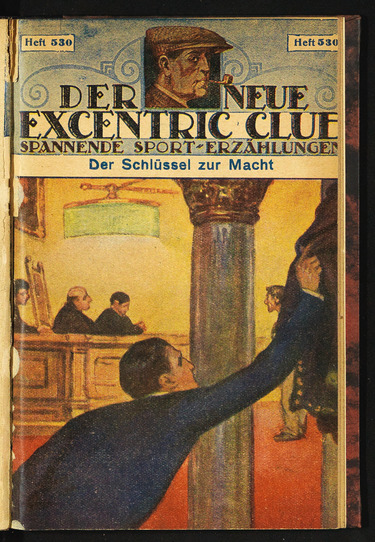 Heft 530
Heft 530
DER NEUE
EXCENTRIC CLUB
SPANNENDE SPORT-ERZÄHLUNGEN
Der Schlüssel zur Macht